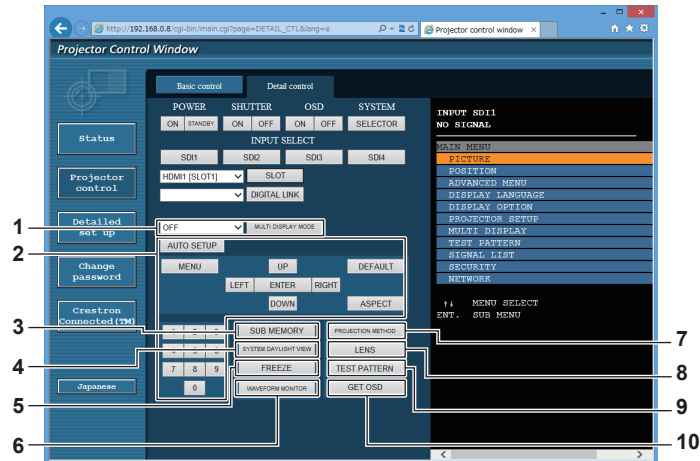 http://192.168.0.8/cgi-bin/main.cgi?page=DETAIL_CTL&lang=e
Projector control window
Projector Control Window
Basic control
Detail control
POWER SHUTTER OSD SYSTEM
ON STANDBY ON OFF ON OFF SELECTOR
INPUT SELECT
SDI1 SDI2 SDI3 SDI4
HDMI1 [SLOT1] SLOT
DIGITAL LINK
OFF MULTI DISPLAY MODE
AUTO SETUP
MENU UP DEFAULT
LEFT ENTER RIGHT
DOWN ASPECT
SUB MEMORY PROJECTION METHOD
SYSTEM DAYLIGHT VIEW LENS
7 8 9 FREEZE TEST PATTERN
0 WAVEFORM MONITOR GET OSD
Status
Projector
control
Detailed
set up
Change
password
Crestron
Connected(TM)
Japanese
INPUT SDI1
NO SIGNAL
MAIN MENU
PICTURE
POSITION
ADVANCED MENU
DISPLAY LANGUAGE
DISPLAY OPTION
PROJECTOR SETUP
MULTI DISPLAY
TEST PATTERN
SIGNAL LIST
SECURITY
NETWORK
↑↓ MENU SELECT
ENT. SUB MENU
1
2
3
4
5
6
7
8
9
10